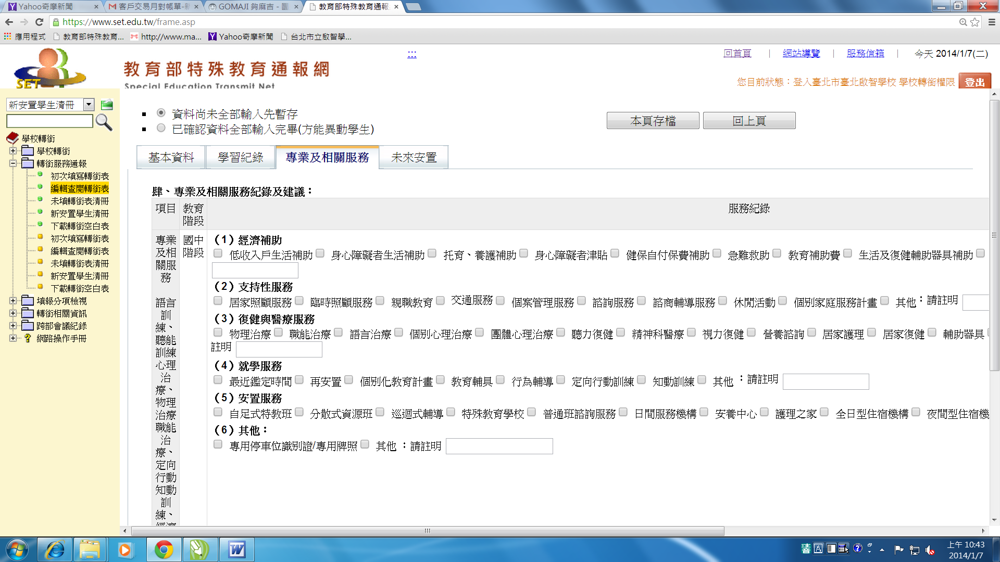 Yahoo奇摩新聞
客戶交易月對帳單-
GOMAJI 夠麻吉 - 團
教育部特殊教育通報
https://www.set.edu.tw/frame.asp
應用程式
教育部特殊教育...
http://www.ma...
Yahoo奇摩新聞
台北市立啟智學...
SET
教育部特殊教育通報網
Special Education Transmit Net
:::
回首頁 | 網站導覽 | 服務信箱 | 今天 2014/1/7(二)
您目前狀態：登入臺北市臺北啟智學校 學校轉銜權限 登出
新安置學生清冊
學校轉銜
學校轉銜
轉銜服務通報
初次填寫轉銜表
編輯查閱轉銜表
未填轉銜表清冊
新安置學生清冊
下載轉銜空白表
初次填寫轉銜表
編輯查閱轉銜表
未填轉銜表清冊
新安置學生清冊
下載轉銜空白表
填報分項檢視
轉銜相關資訊
跨部會議紀錄
網路操作手冊
資料尚未全部輸入先暫存
已確認資料全部輸入完畢(方能異動學生)
本頁存檔 回上頁
基本資料 學習紀錄 專業及相關服務 未來安置
肆、專業及相關服務紀錄及建議：
項目 教育階段 服務紀錄
專業
及相
關服
務
語言
訓
練、
聽能
訓練
心理
治
療、
物理
治療
職能
治
療、
定向
行動
知動
訓
練、
國中
階段
（1）經濟補助
低收入戶生活補助 身心障礙者生活補助 托育、養護補助 身心障礙者津貼 健保自付保費補助 急難救助 教育補助費 生活及復健輔助器具補助
（2）支持性服務
居家照顧服務 臨時照顧服務 親職教育 交通服務 個案管理服務 諮詢服務 諮商輔導服務 休閒活動 個別家庭服務計畫 其他：請註明
（3）復健與醫療服務
物理治療 職能治療 語言治療 個別心理治療 團體心理治療 聽力復健 精神科醫療 視力復健 營養諮詢 居家護理 居家復健 輔助器具
註明
（4）就學服務
最近鑑定時間 再安置 個別化教育計畫 教育輔具 行為輔導 定向行動訓練 知動訓練 其他：請註明
（5）安置服務
自足式特教班 分散式資源班 巡迴式輔導 特殊教育學校 普通班諮詢服務 日間服務機構 安養中心 護理之家 全日型住宿機構 夜間型住宿機
（6）其他：
專用停車位識別證/專用牌照 其他：請註明
上午 10:43
2014/1/7